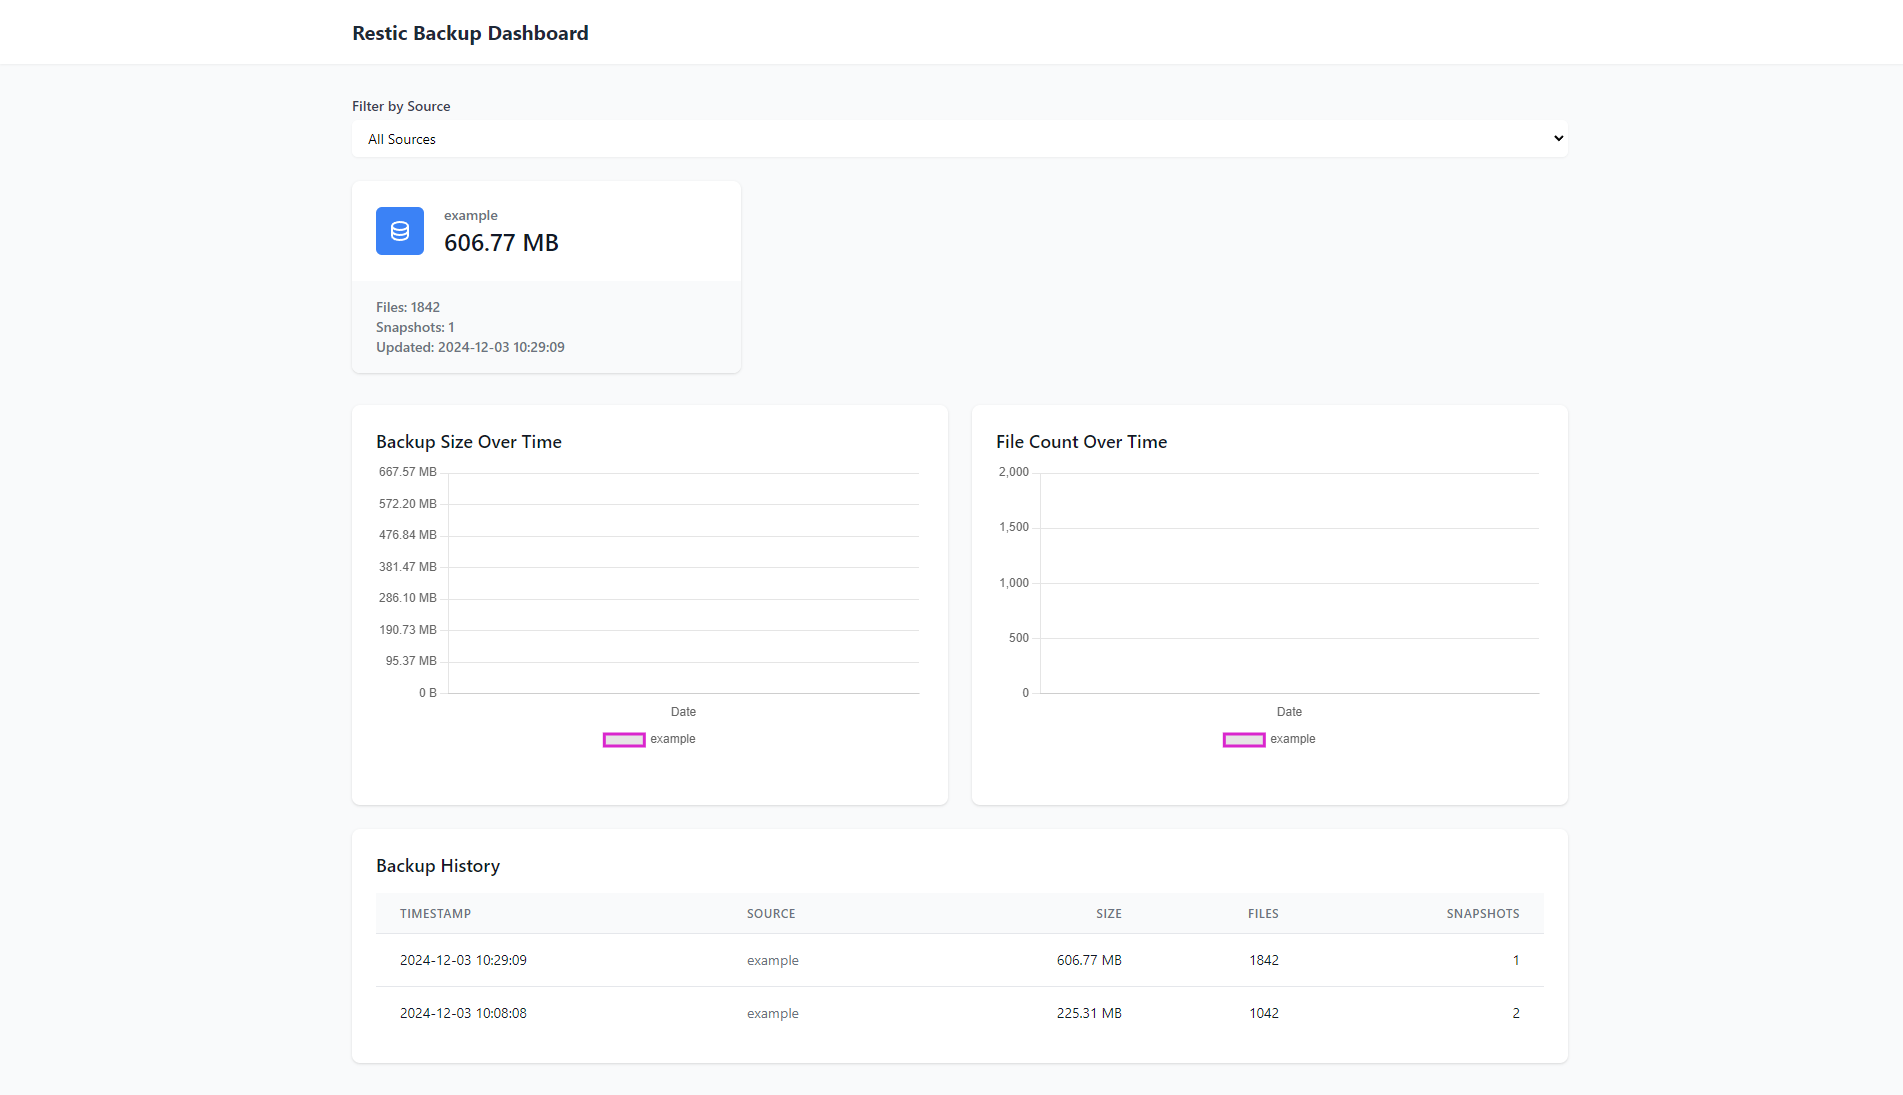 Restic Backup Dashboard
Filter by Source
All Sources
example
606.77 MB
Files: 1842
Snapshots: 1
Updated: 2024-12-03 10:29:09
Backup Size Over Time
667.57 MB
572.20 MB
476.84 MB
381.47 MB
286.10 MB
190.73 MB
95.37 MB
0 B
Date
example
File Count Over Time
2,000
1,500
1,000
500
0
Date
example
Backup History
TIMESTAMP SOURCE SIZE FILES SNAPSHOTS
2024-12-03 10:29:09 example 606.77 MB 1842 1
2024-12-03 10:08:08 example 225.31 MB 1042 2